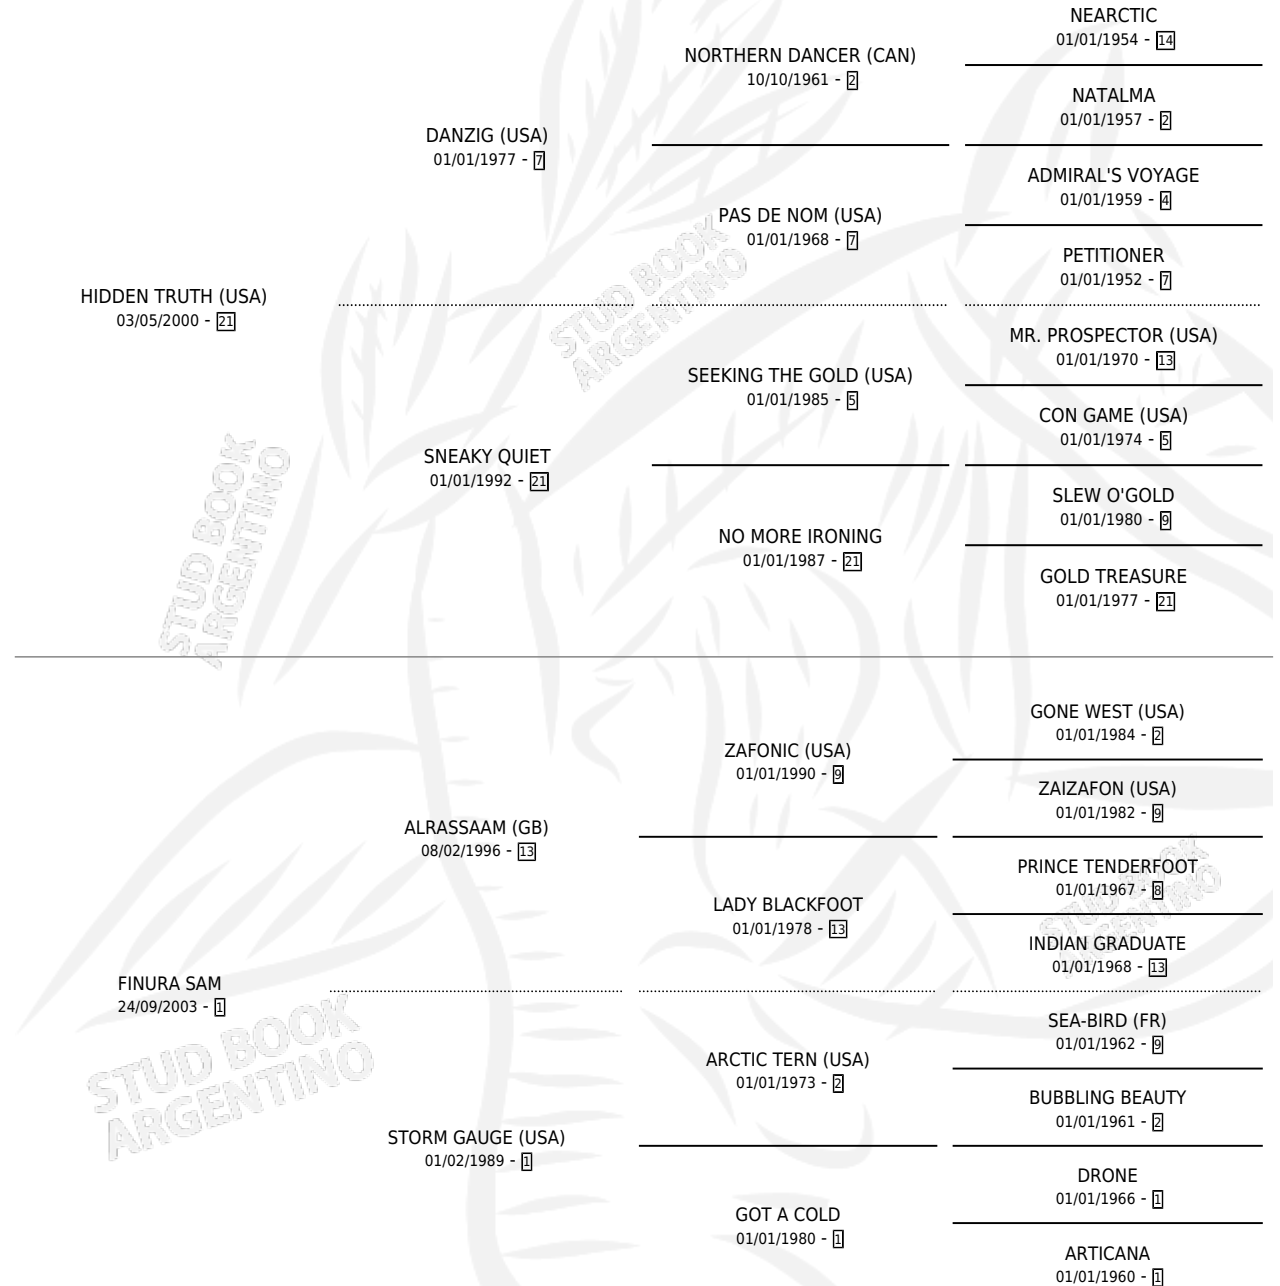 NEARCTIC
01/01/1954 - 14
NORTHERN DANCER (CAN)
10/10/1961 - 2
NATALMA
01/01/1957 - 2
DANZIG (USA)
01/01/1977 - 7
ADMIRAL'S VOYAGE
01/01/1959 - 4
PAS DE NOM (USA)
01/01/1968 - 7
PETITIONER
01/01/1952 - 7
HIDDEN TRUTH (USA)
03/05/2000 - 21
STUD BOOK
ARGENTINO
MR. PROSPECTOR (USA)
01/01/1970 - 13
SEEKING THE GOLD (USA)
01/01/1985 - 5
CON GAME (USA)
01/01/1974 - 5
SNEAKY QUIET
01/01/1992 - 21
SLEW O'GOLD
01/01/1980 - 9
NO MORE IRONING
01/01/1987 - 21
GOLD TREASURE
01/01/1977 - 21
STUD BOOK
ARGENTINO
GONE WEST (USA)
01/01/1984 - 2
ZAFONIC (USA)
01/01/1990 - 9
ZAIZAFON (USA)
01/01/1982 - 9
ALRASSAAM (GB)
08/02/1996 - 13
PRINCE TENDERFOOT
01/01/1967 - 8
LADY BLACKFOOT
01/01/1978 - 13
STUD BOOK
ARGENTINO
INDIAN GRADUATE
01/01/1968 - 13
FINURA SAM
24/09/2003 - 1
SEA-BIRD (FR)
01/01/1962 - 9
ARCTIC TERN (USA)
01/01/1973 - 2
BUBBLING BEAUTY
01/01/1961 - 2
STUD BOOK
ARGENTINO
STORM GAUGE (USA)
01/02/1989 - 1
DRONE
01/01/1966 - 1
GOT A COLD
01/01/1980 - 1
ARTICANA
01/01/1960 - 1